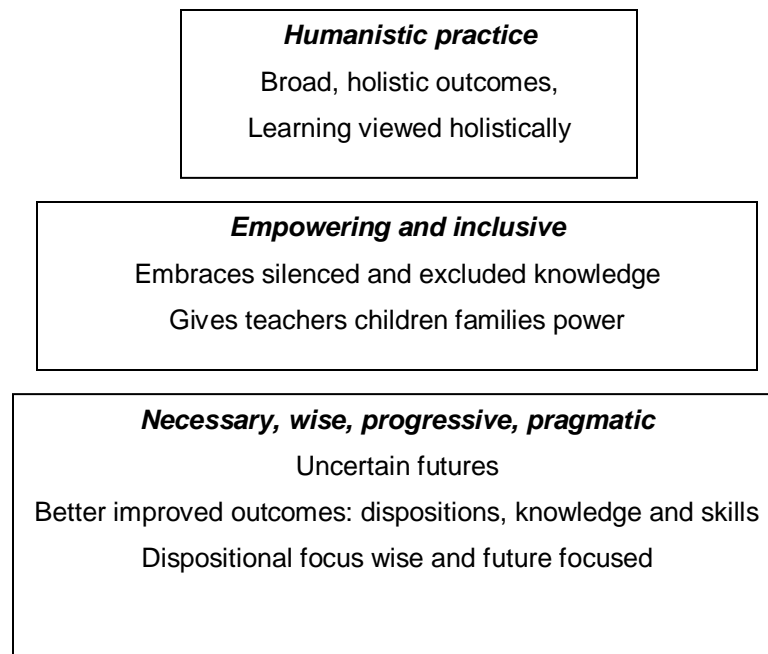 Humanistic practice
Broad, holistic outcomes,
Learning viewed holistically
Empowering and inclusive
Embraces silenced and excluded knowledge
Gives teachers children families power
Necessary, wise, progressive, pragmatic
Uncertain futures
Better improved outcomes: dispositions, knowledge and skills
Dispositional focus wise and future focused